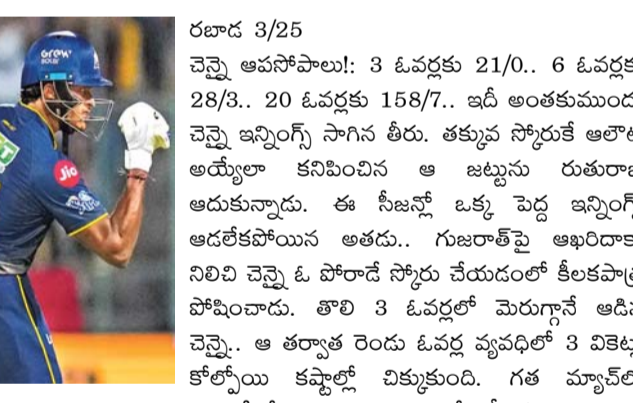 రబాడ 3/25
చెన్నై ఆపసోపాలు!: 3 ఓవర్లకు 21/0.. 6 ఓవర్లకు
28/3.. 20 ఓవర్లకు 158/7.. ఇదీ అంతకుముందు
చెన్నై ఇన్నింగ్స్ సాగిన తీరు. తక్కువ స్కోరుకే ఆలౌట్
అయ్యేలా కనిపించిన ఆ జట్టును రుతురాజ్
ఆదుకున్నాడు. ఈ సీజన్లో ఒక్క పెద్ద ఇన్నింగ్స్
ఆడలేకపోయిన అతడు.. గుజరాత్‌పై ఆఖరిదాకా
నిలిచి చెన్నై ఓ పోరాడే స్కోరు చేయడంలో కీలకపాత్ర
పోషించాడు. తొలి 3 ఓవర్లలో మెరుగ్గానే ఆడిన
చెన్నై.. ఆ తర్వాత రెండు ఓవర్ల వ్యవధిలో 3 వికెట్లు
కోల్పోయి కష్టాల్లో చిక్కుకుంది. గత మ్యాచ్‌లో
Grow
Jio